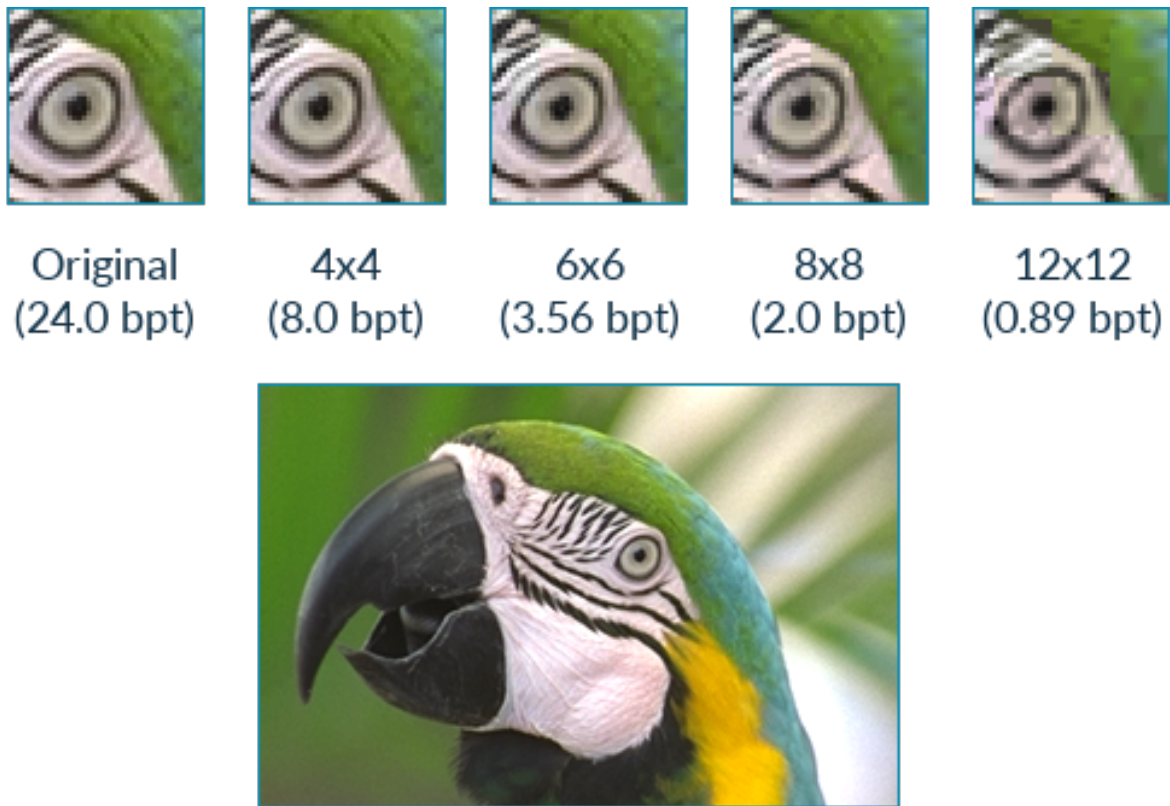 Original
(24.0 bpt)
4x4
(8.0 bpt)
6x6
(3.56 bpt)
8x8
(2.0 bpt)
12x12
(0.89 bpt)